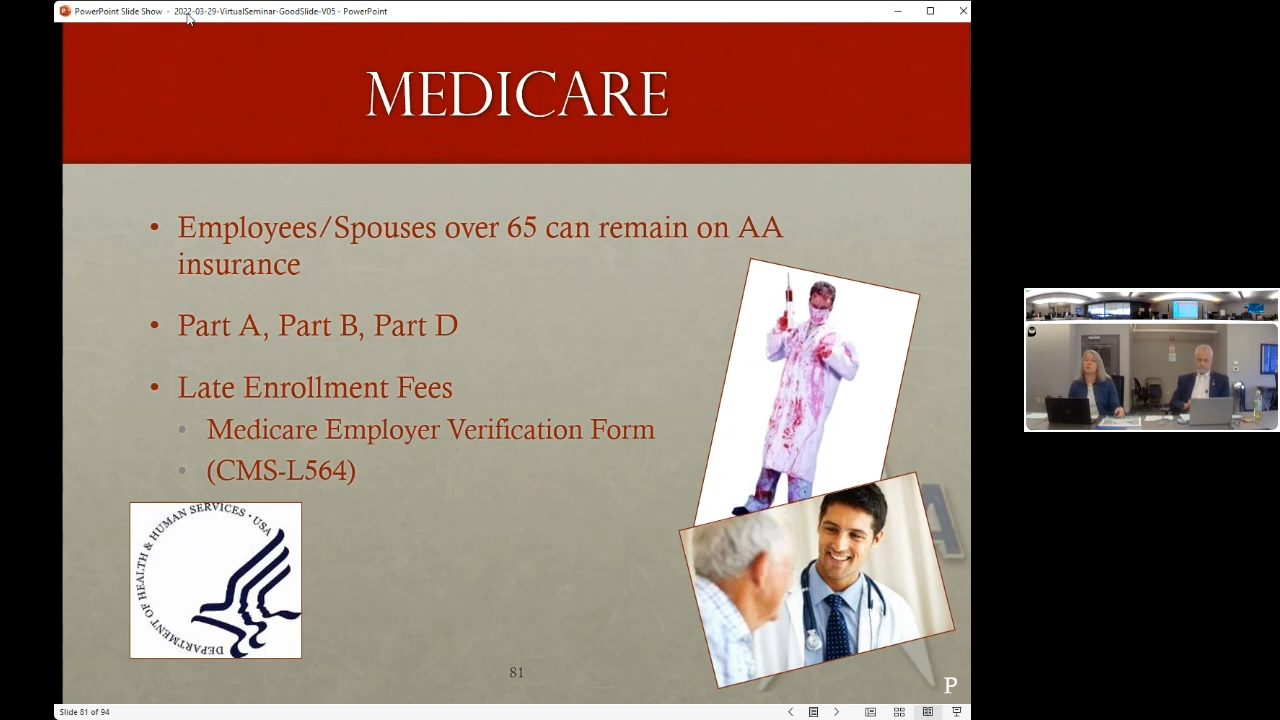 PowerPoint Slide Show - 2022-03-29-VirtualSeminar-GoodSlide-V05 - PowerPoint
MEDICARE
• Employees/Spouses over 65 can remain on AA
insurance
• Part A, Part B, Part D
• Late Enrollment Fees
• Medicare Employer Verification Form
• (CMS-L564)
DEPARTMENT OF HEALTH & HUMAN SERVICES · USA
A
81
P
Slide 81 of 94